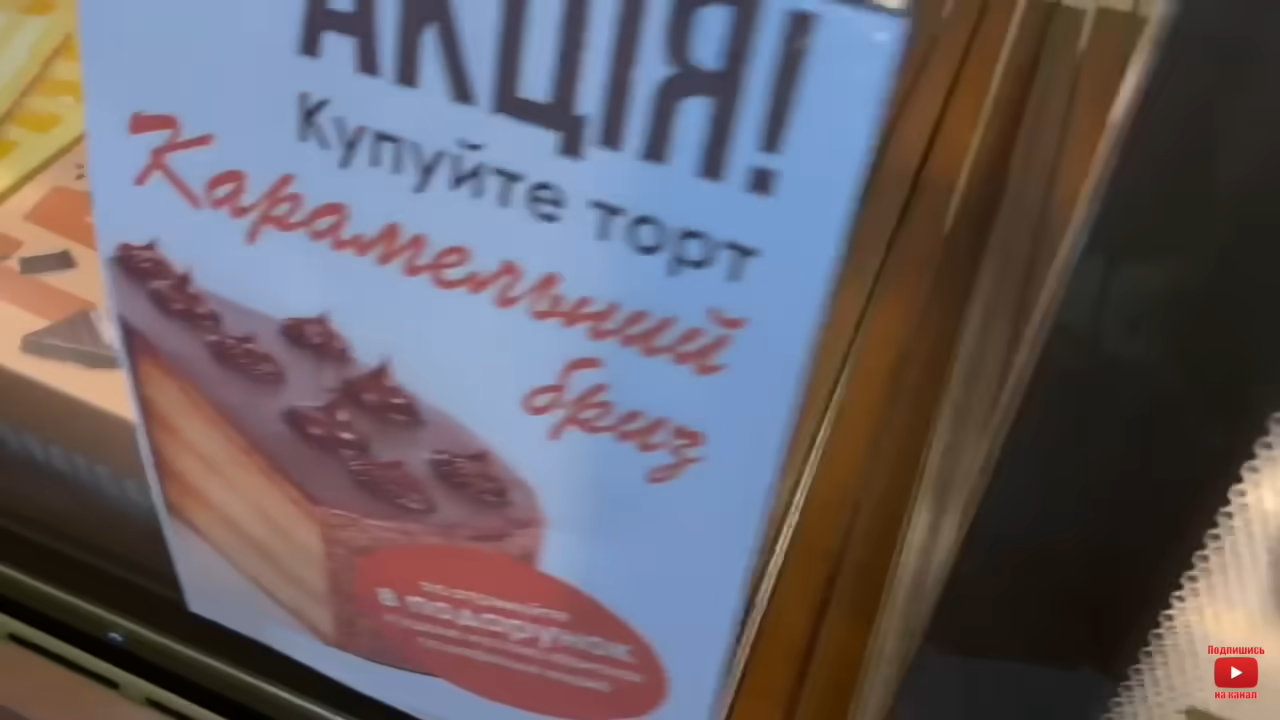 АКЦІЯ!
Купуйте торт
Карамельний
бриз
в подарунок
Подпишись
на канал